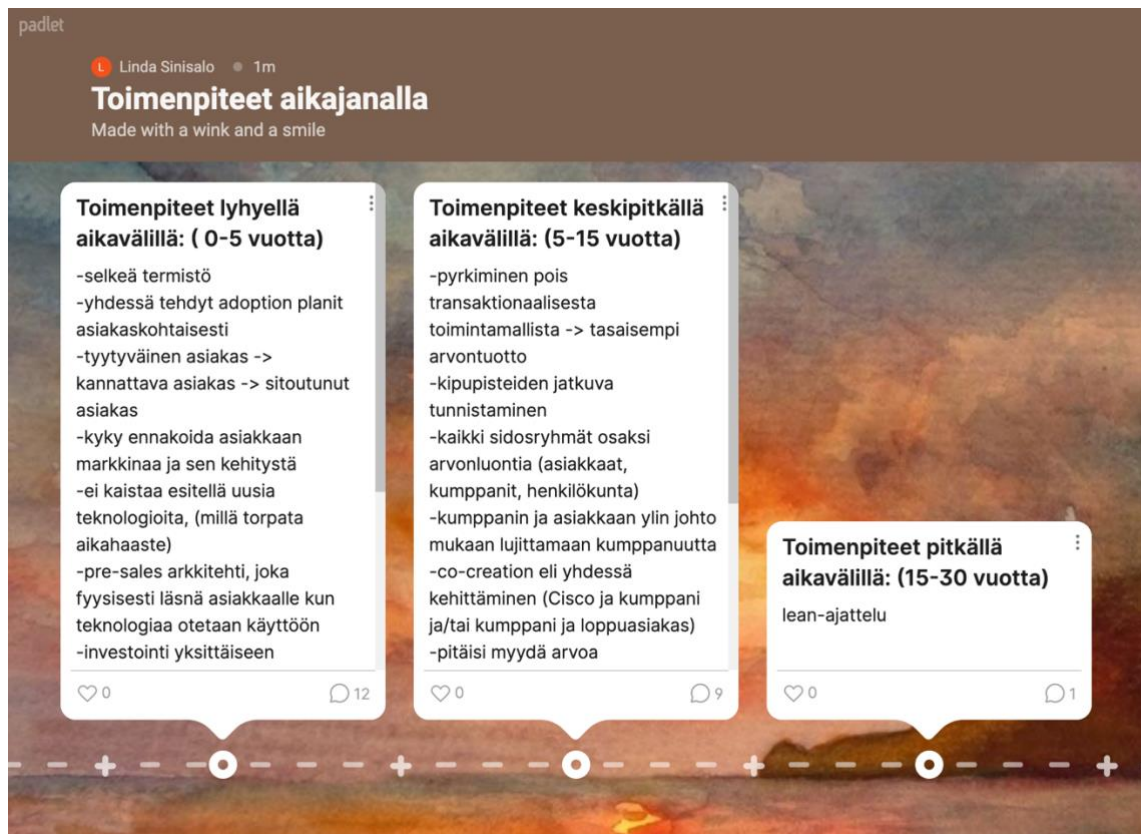 padlet
L Linda Sinisalo 1m
Toimenpiteet aikajanalla
Made with a wink and a smile
Toimenpiteet lyhyellä
aikavälillä: ( 0-5 vuotta)
-selkeä termistö
-yhdessä tehdyt adoption planit
asiakaskohtaisesti
-tyytyväinen asiakas ->
kannattava asiakas -> sitoutunut
asiakas
-kyky ennakoida asiakkaan
markkinaa ja sen kehitystä
-ei kaistaa esitellä uusia
teknologioita, (millä torpata
aikahaaste)
-pre-sales arkkitehti, joka
fyysisesti läsnä asiakkaalle kun
teknologiaa otetaan käyttöön
-investointi yksittäiseen
0 12
Toimenpiteet keskipitkällä
aikavälillä: (5-15 vuotta)
-pyrkiminen pois
transaktionaalisesta
toimintamallista -> tasaisempi
arvontuotto
-kipupisteiden jatkuva
tunnistaminen
-kaikki sidosryhmät osaksi
arvonluontia (asiakkaat,
kumppanit, henkilökunta)
-kumppanin ja asiakkaan ylin johto
mukaan lujittamaan kumppanuutta
-co-creation eli yhdessä
kehittäminen (Cisco ja kumppani
ja/tai kumppani ja loppuasiakas)
-pitäisi myydä arvoa
0 9
Toimenpiteet pitkällä
aikavälillä: (15-30 vuotta)
lean-ajattelu
0 1